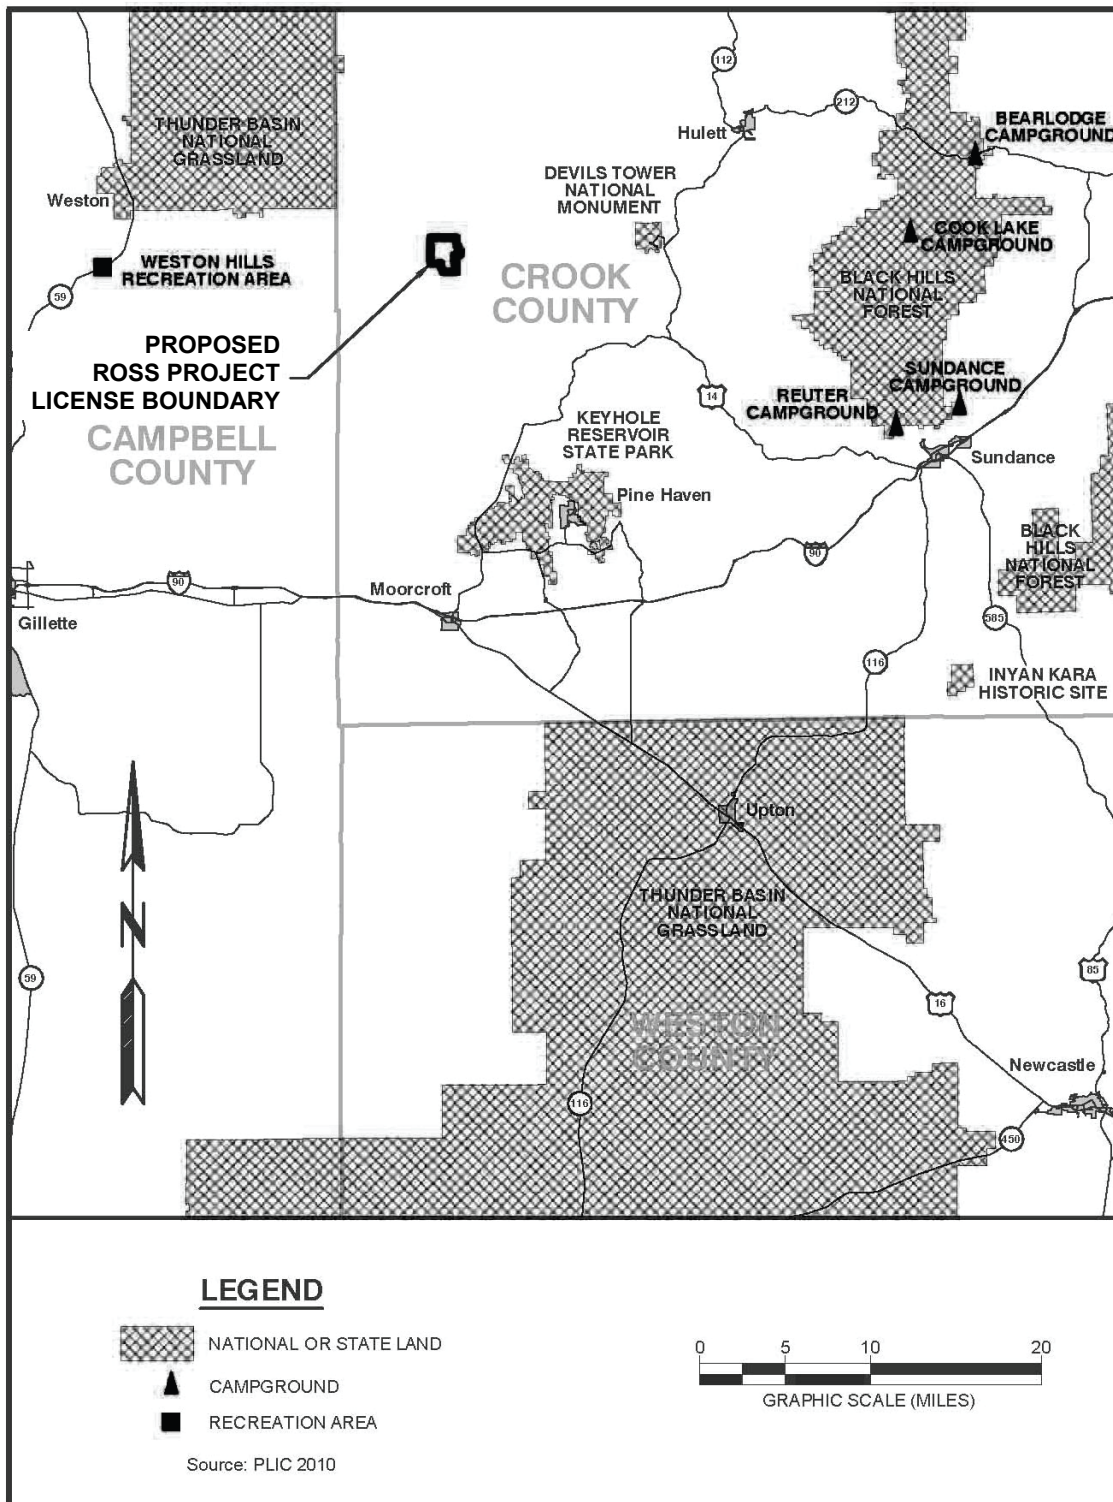 112
212
BEARLODGE
CAMPGROUND
Hulett
THUNDER BASIN
NATIONAL
GRASSLAND
DEVILS TOWER
NATIONAL
MONUMENT
Weston
COOK LAKE
CAMPGROUND
WESTON HILLS
RECREATION AREA
CROOK
COUNTY
BLACK HILLS
NATIONAL
FOREST
59
PROPOSED
ROSS PROJECT
LICENSE BOUNDARY
SUNDANCE
CAMPGROUND
REUTER
CAMPGROUND
14
CAMPBELL
COUNTY
KEYHOLE
RESERVOIR
STATE PARK
Sundance
Pine Haven
BLACK
HILLS
NATIONAL
FOREST
90
90
Moorcroft
Gillette
585
116
INYAN KARA
HISTORIC SITE
Upton
THUNDER BASIN
NATIONAL
GRASSLAND
N
59
85
16
WESTON
COUNTY
Newcastle
116
450
LEGEND
NATIONAL OR STATE LAND
CAMPGROUND
RECREATION AREA
Source: PLIC 2010
0 5 10 20
GRAPHIC SCALE (MILES)